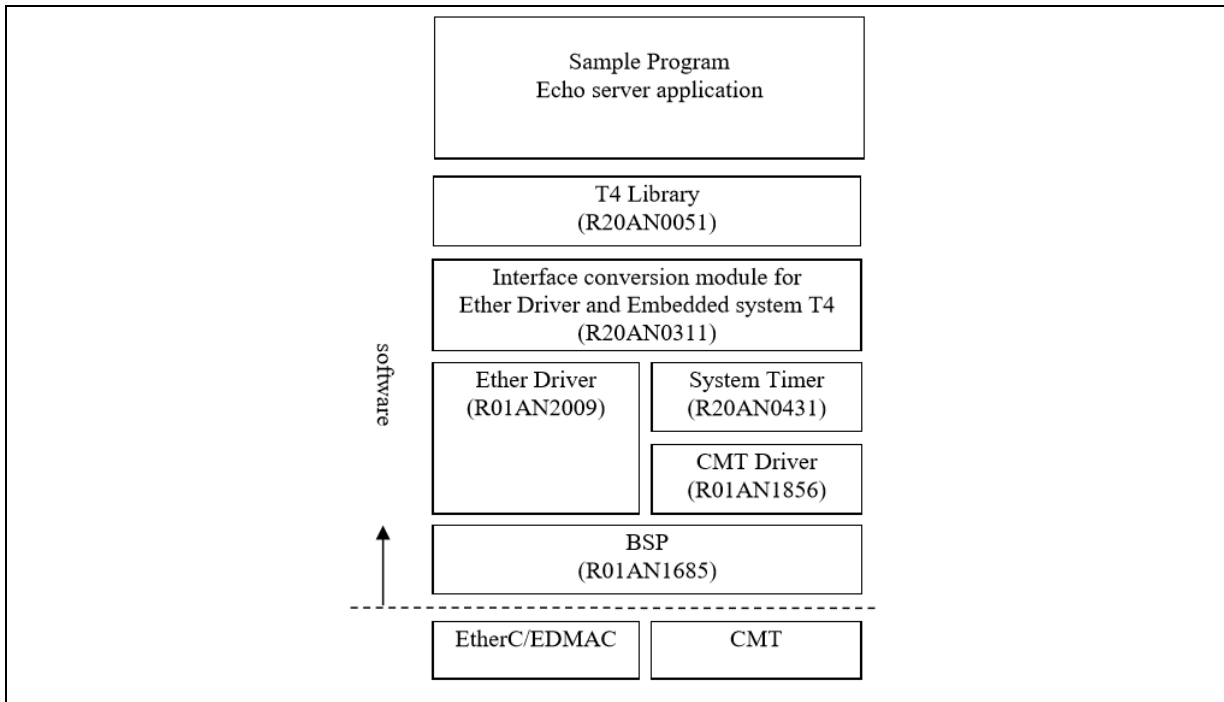 Sample Program
Echo server application
T4 Library
(R20AN0051)
Interface conversion module for
Ether Driver and Embedded system T4
(R20AN0311)
Ether Driver
(R01AN2009)
System Timer
(R20AN0431)
CMT Driver
(R01AN1856)
software
BSP
(R01AN1685)
EtherC/EDMAC
CMT